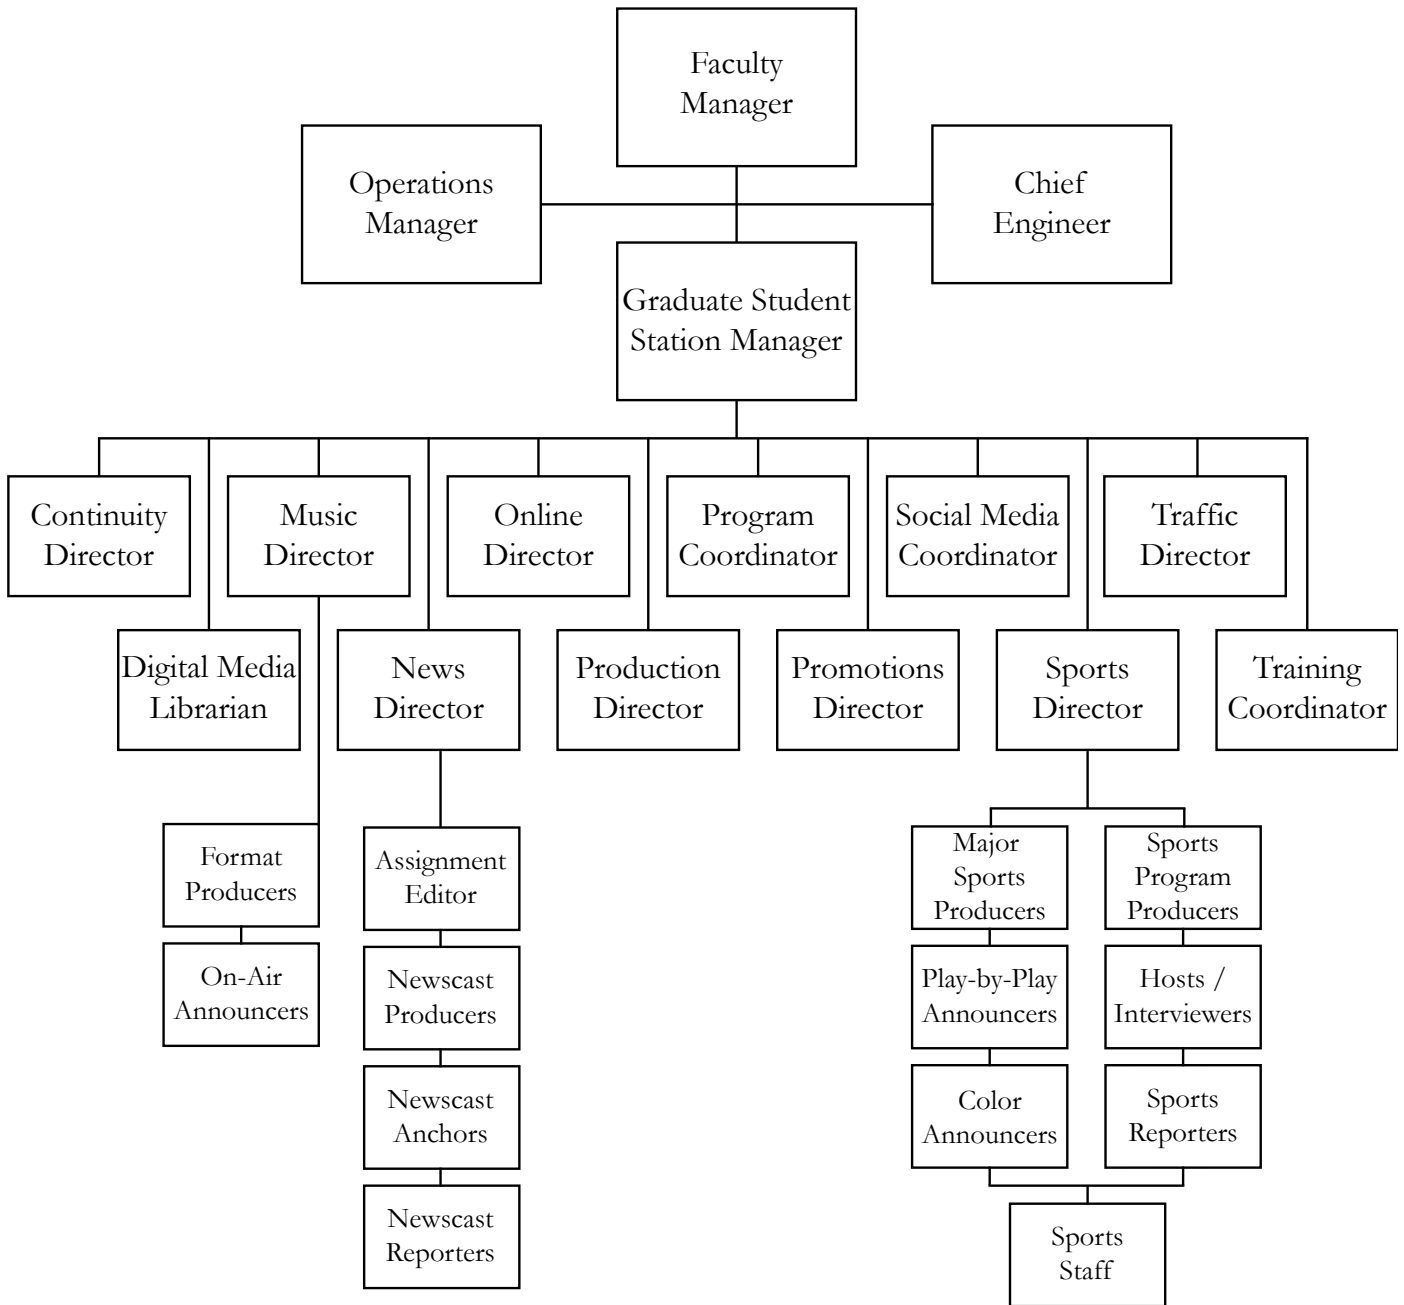 Faculty
Manager
Operations
Manager
Chief
Engineer
Graduate Student
Station Manager
Continuity
Director
Music
Director
Online
Director
Program
Coordinator
Social Media
Coordinator
Traffic
Director
Digital Media
Librarian
News
Director
Production
Director
Promotions
Director
Sports
Director
Training
Coordinator
Format
Producers
On-Air
Announcers
Assignment
Editor
Newscast
Producers
Newscast
Anchors
Newscast
Reporters
Major
Sports
Producers
Play-by-Play
Announcers
Color
Announcers
Sports
Program
Producers
Hosts /
Interviewers
Sports
Reporters
Sports
Staff